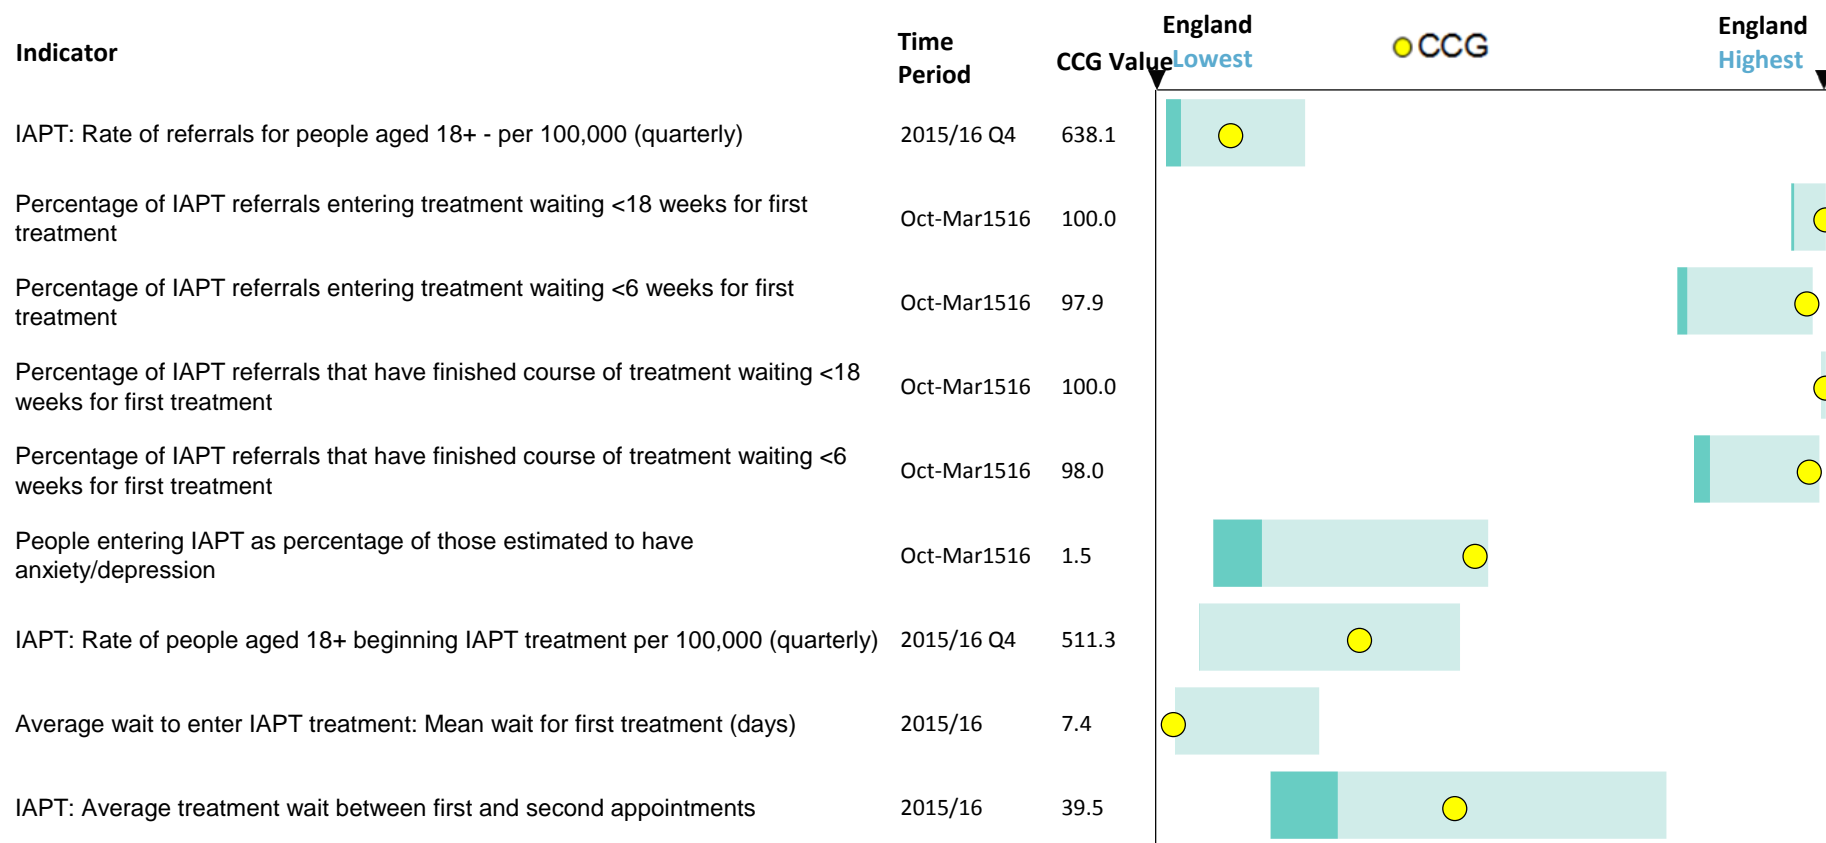 Indicator
Time Period
CCG Value
England Lowest
CCG
England Highest
IAPT: Rate of referrals for people aged 18+ - per 100,000 (quarterly) 2015/16 Q4 638.1
Percentage of IAPT referrals entering treatment waiting <18 weeks for first
treatment
Oct-Mar1516 100.0
Percentage of IAPT referrals entering treatment waiting <6 weeks for first
treatment
Oct-Mar1516 97.9
Percentage of IAPT referrals that have finished course of treatment waiting <18
weeks for first treatment
Oct-Mar1516 100.0
Percentage of IAPT referrals that have finished course of treatment waiting <6
weeks for first treatment
Oct-Mar1516 98.0
People entering IAPT as percentage of those estimated to have
anxiety/depression
Oct-Mar1516 1.5
IAPT: Rate of people aged 18+ beginning IAPT treatment per 100,000 (quarterly) 2015/16 Q4 511.3
Average wait to enter IAPT treatment: Mean wait for first treatment (days) 2015/16 7.4
IAPT: Average treatment wait between first and second appointments 2015/16 39.5